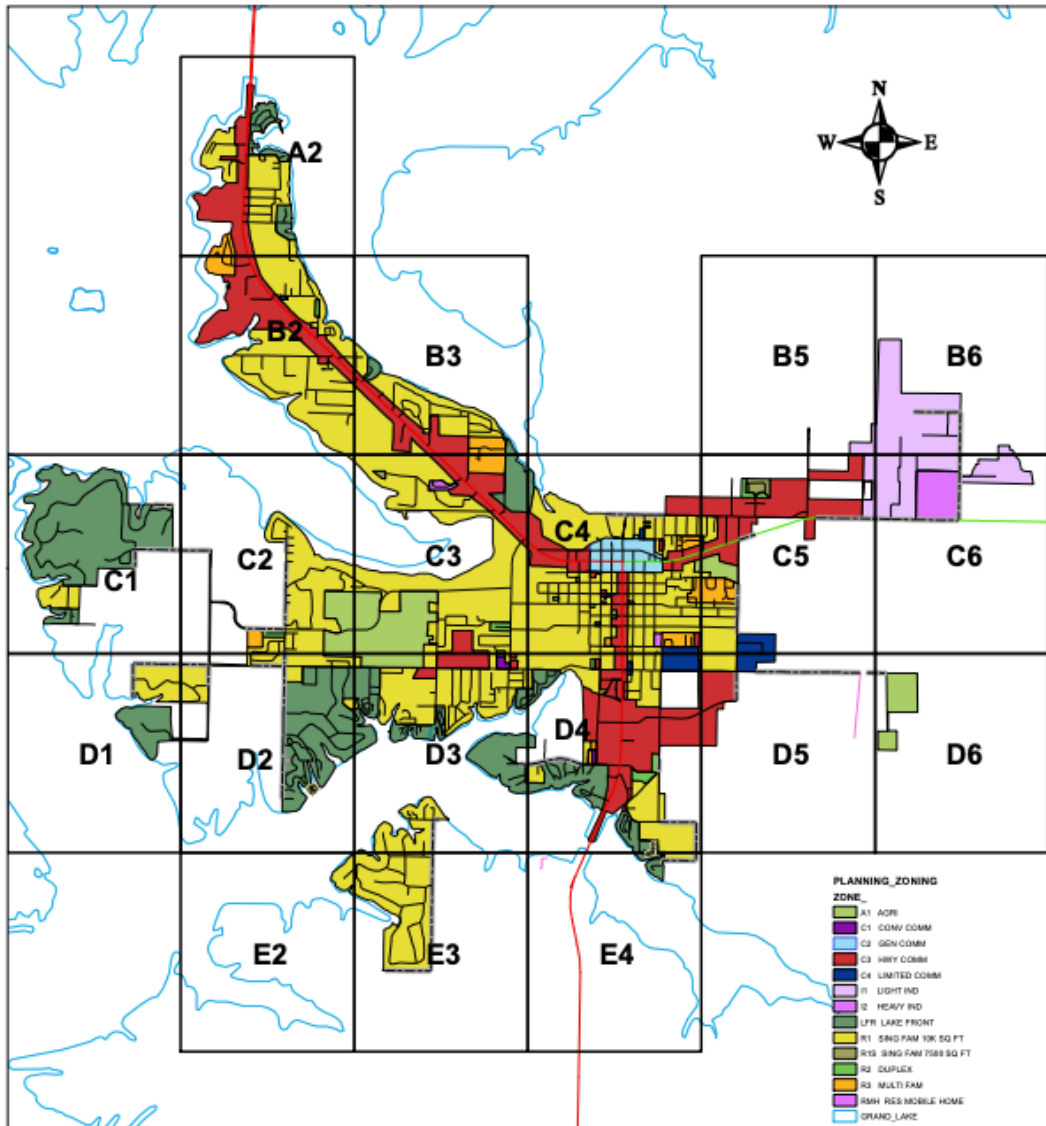 N
W E
S
A2
B2
B3
B5
B6
C4
C2
C3
C5
C6
C1
D4
D1
D2
D3
D5
D6
E2
E3
E4
PLANNING_ZONING
ZONE_
A1 AGRI
C1 CONV COMM
C2 GEN COMM
C3 HWY COMM
C4 LIMITED COMM
I1 LIGHT IND
I2 HEAVY IND
LFR LAKE FRONT
R1 SING FAM 10K SQ FT
R1S SING FAM 7500 SQ FT
R2 DUPLEX
R3 MULTI FAM
RMH RES MOBILE HOME
GRAND_LAKE